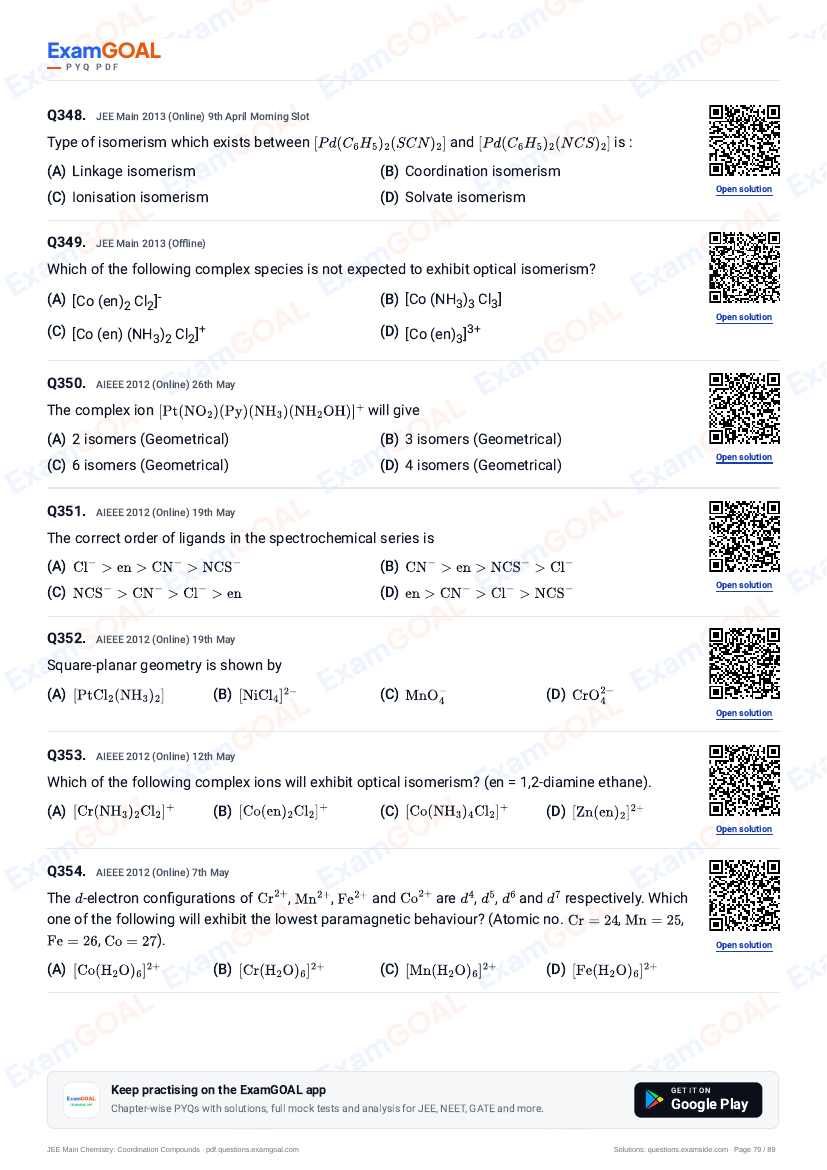 ExamGOAL
PYQ PDF
Q348. JEE Main 2013 (Online) 9th April Morning Slot
Type of isomerism which exists between [Pd(C₆H₅)₂(SCN)₂] and [Pd(C₆H₅)₂(NCS)₂] is :
(A) Linkage isomerism (B) Coordination isomerism
(C) Ionisation isomerism (D) Solvate isomerism
Open solution
Q349. JEE Main 2013 (Offline)
Which of the following complex species is not expected to exhibit optical isomerism?
(A) [Co (en)₂ Cl₂]⁻ (B) [Co (NH₃)₃ Cl₃]
(C) [Co (en) (NH₃)₂ Cl₂]⁺ (D) [Co (en)₃]³⁺
Open solution
Q350. AIEEE 2012 (Online) 26th May
The complex ion [Pt(NO₂)(Py)(NH₃)(NH₂OH)]⁺ will give
(A) 2 isomers (Geometrical) (B) 3 isomers (Geometrical)
(C) 6 isomers (Geometrical) (D) 4 isomers (Geometrical)
Open solution
Q351. AIEEE 2012 (Online) 19th May
The correct order of ligands in the spectrochemical series is
(A) Cl⁻ > en > CN⁻ > NCS⁻ (B) CN⁻ > en > NCS⁻ > Cl⁻
(C) NCS⁻ > CN⁻ > Cl⁻ > en (D) en > CN⁻ > Cl⁻ > NCS⁻
Open solution
Q352. AIEEE 2012 (Online) 19th May
Square-planar geometry is shown by
(A) [PtCl₂(NH₃)₂] (B) [NiCl₄]²⁻ (C) MnO₄⁻ (D) CrO₄²⁻
Open solution
Q353. AIEEE 2012 (Online) 12th May
Which of the following complex ions will exhibit optical isomerism? (en = 1,2-diamine ethane).
(A) [Cr(NH₃)₂Cl₂]⁺ (B) [Co(en)₂Cl₂]⁺ (C) [Co(NH₃)₄Cl₂]⁺ (D) [Zn(en)₂]²⁺
Open solution
Q354. AIEEE 2012 (Online) 7th May
The d-electron configurations of Cr²⁺, Mn²⁺, Fe²⁺ and Co²⁺ are d⁴, d⁵, d⁶ and d⁷ respectively. Which
one of the following will exhibit the lowest paramagnetic behaviour? (Atomic no. Cr = 24, Mn = 25,
Fe = 26, Co = 27).
(A) [Co(H₂O)₆]²⁺ (B) [Cr(H₂O)₆]²⁺ (C) [Mn(H₂O)₆]²⁺ (D) [Fe(H₂O)₆]²⁺
Open solution
ExamGOAL
Keep practising on the ExamGOAL app
Chapter-wise PYQs with solutions, full mock tests and analysis for JEE, NEET, GATE and more.
GET IT ON
Google Play
JEE Main Chemistry: Coordination Compounds · pdf.questions.examgoal.com
Solutions: questions.examside.com · Page 79 / 89